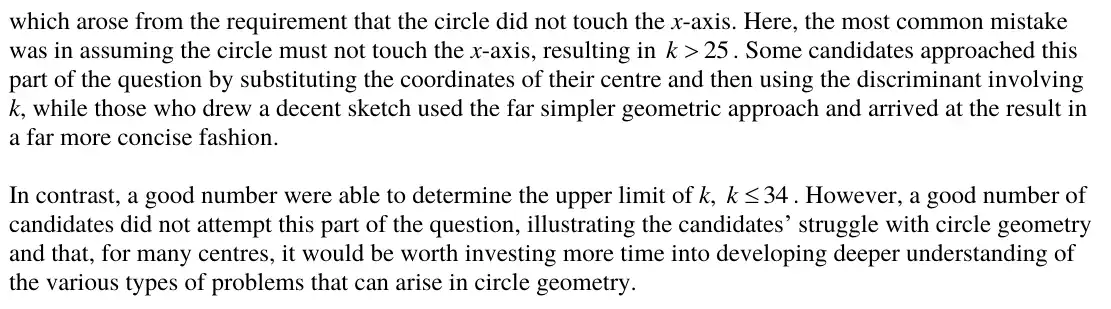 which arose from the requirement that the circle did not touch the x-axis. Here, the most common mistake
was in assuming the circle must not touch the x-axis, resulting in k > 25. Some candidates approached this
part of the question by substituting the coordinates of their centre and then using the discriminant involving
k, while those who drew a decent sketch used the far simpler geometric approach and arrived at the result in
a far more concise fashion.
In contrast, a good number were able to determine the upper limit of k, k ≤ 34. However, a good number of
candidates did not attempt this part of the question, illustrating the candidates’ struggle with circle geometry
and that, for many centres, it would be worth investing more time into developing deeper understanding of
the various types of problems that can arise in circle geometry.